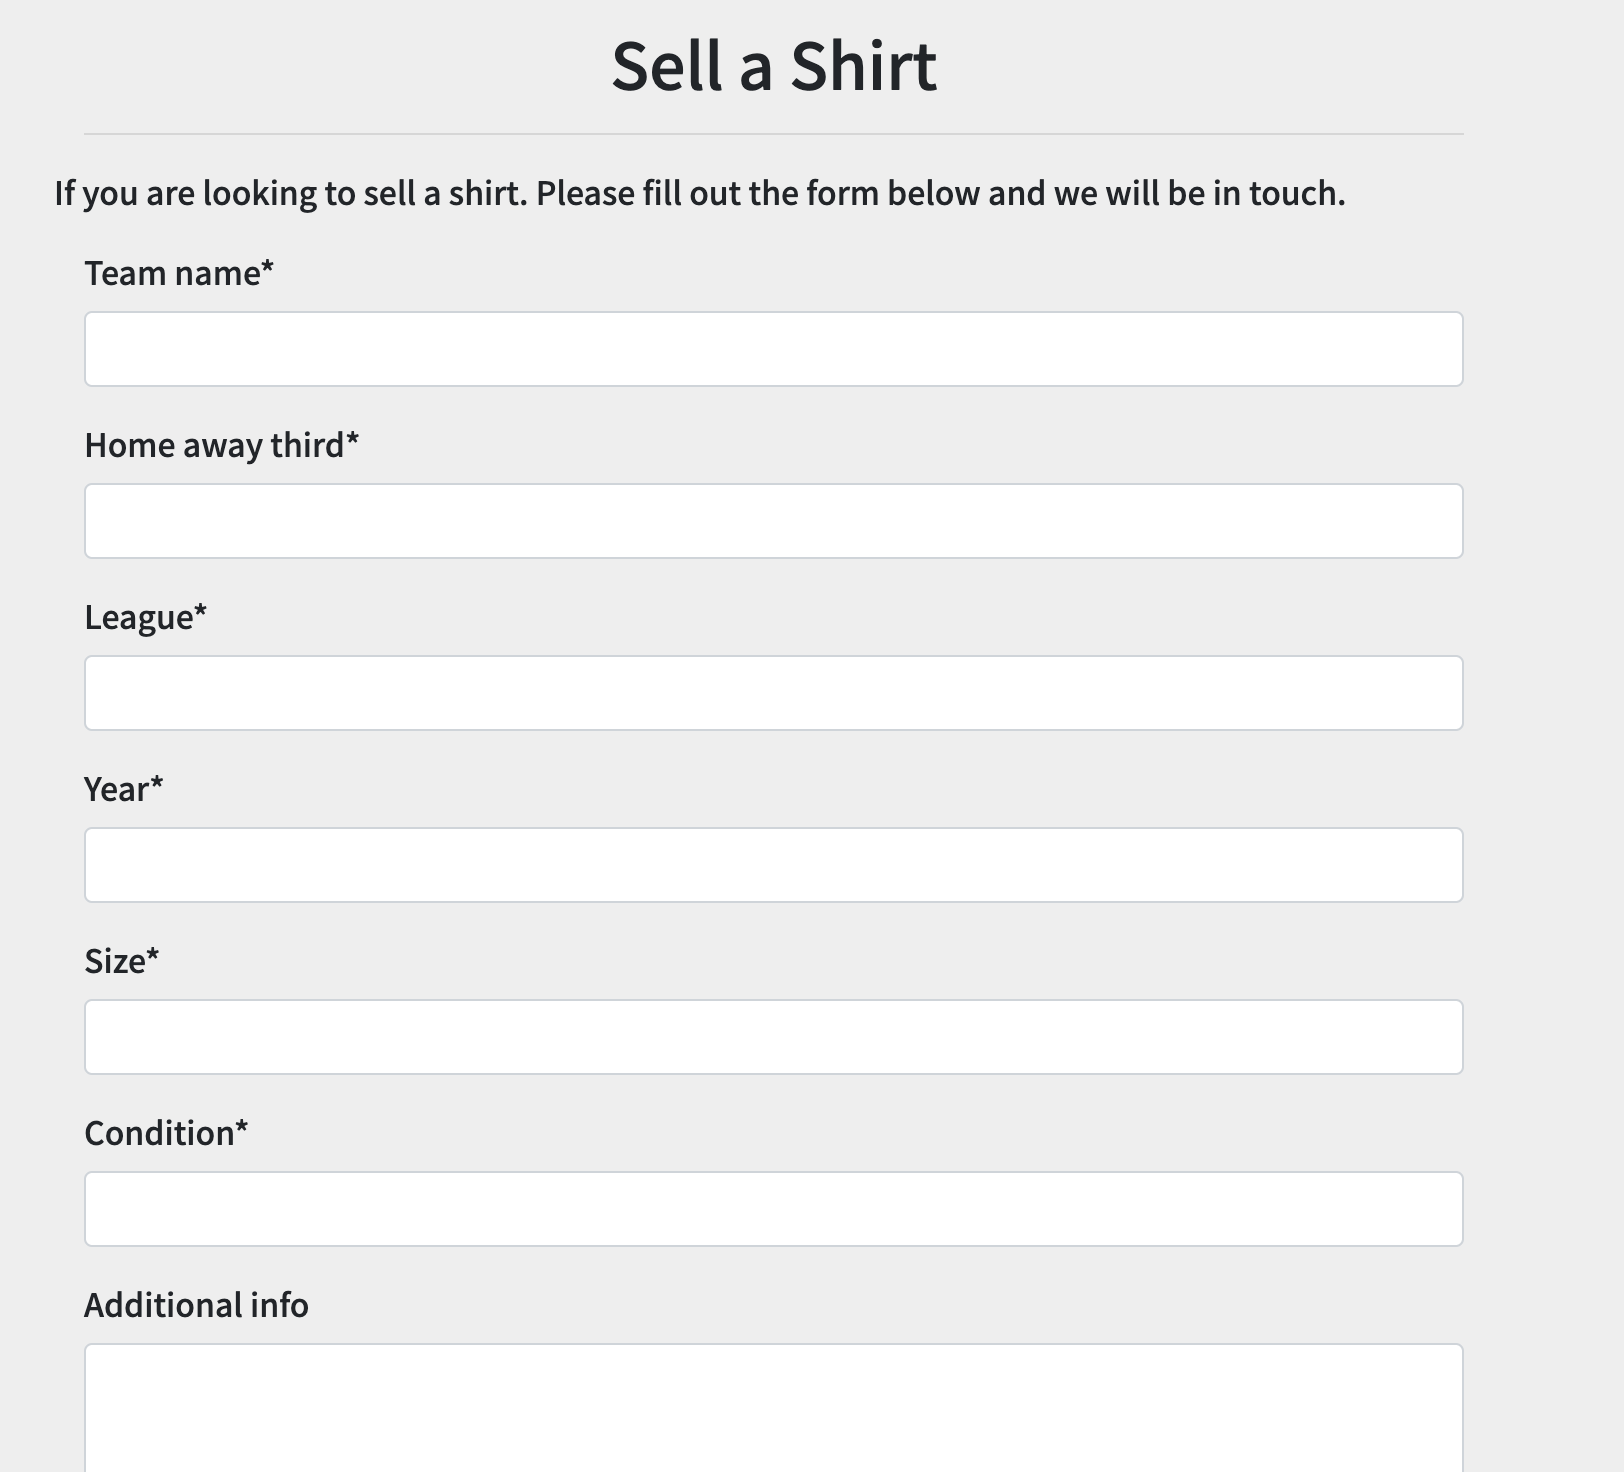 Sell a Shirt
If you are looking to sell a shirt. Please fill out the form below and we will be in touch.
Team name*
Home away third*
League*
Year*
Size*
Condition*
Additional info